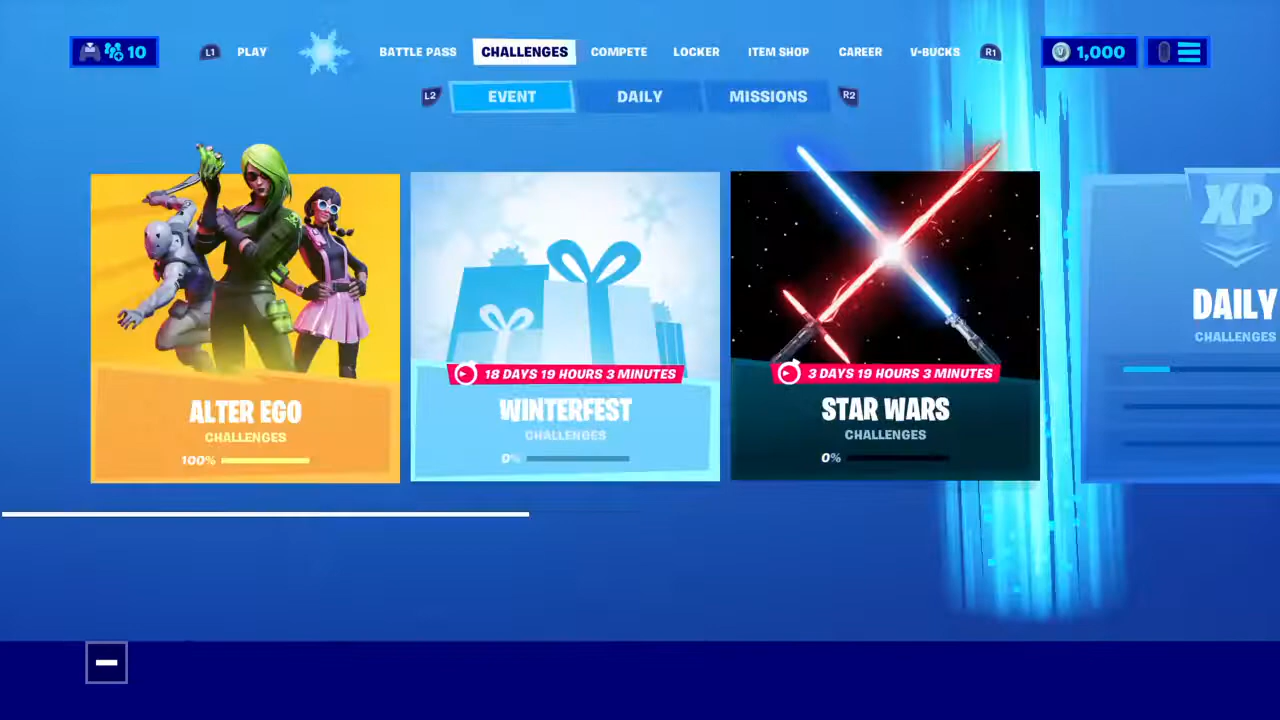 10
L1
PLAY
BATTLE PASS
CHALLENGES
COMPETE
LOCKER
ITEM SHOP
CAREER
V-BUCKS
R1
V
1,000
L2
EVENT
DAILY
MISSIONS
R2
18 DAYS 19 HOURS 3 MINUTES
3 DAYS 19 HOURS 3 MINUTES
ALTER EGO
CHALLENGES
100%
WINTERFEST
CHALLENGES
0%
STAR WARS
CHALLENGES
0%
XP
DAILY
CHALLENGES